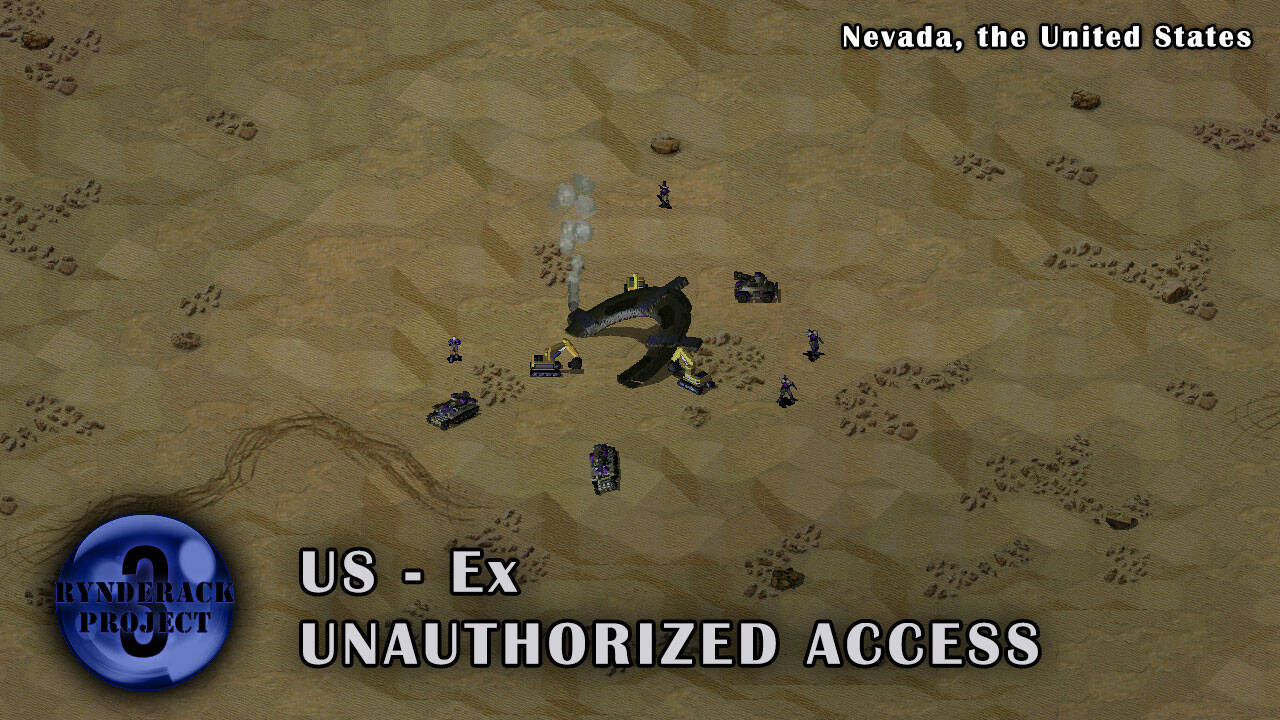 Nevada, the United States
3
RYNDERACK
PROJECT
US - Ex
UNAUTHORIZED ACCESS